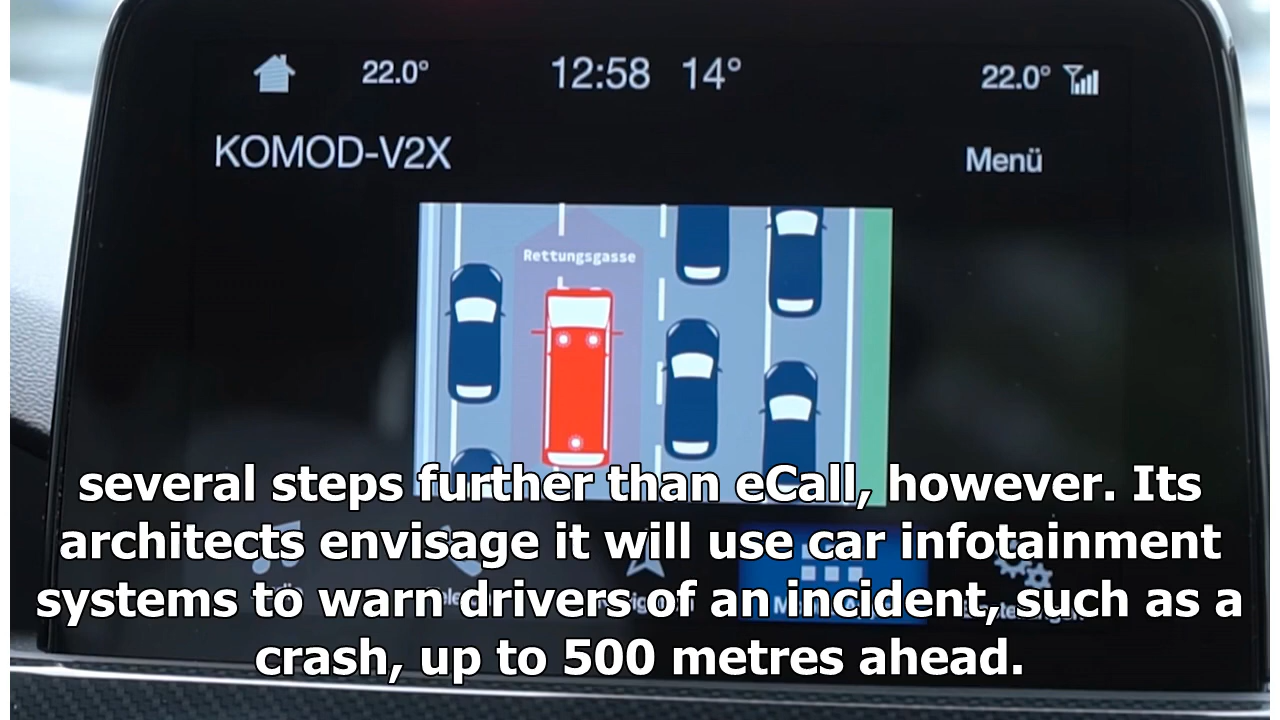 22.0° 12:58 14° 22.0°
KOMOD-V2X Menü
Rettungsgasse
several steps further than eCall, however. Its
architects envisage it will use car infotainment
systems to warn drivers of an incident, such as a
crash, up to 500 metres ahead.